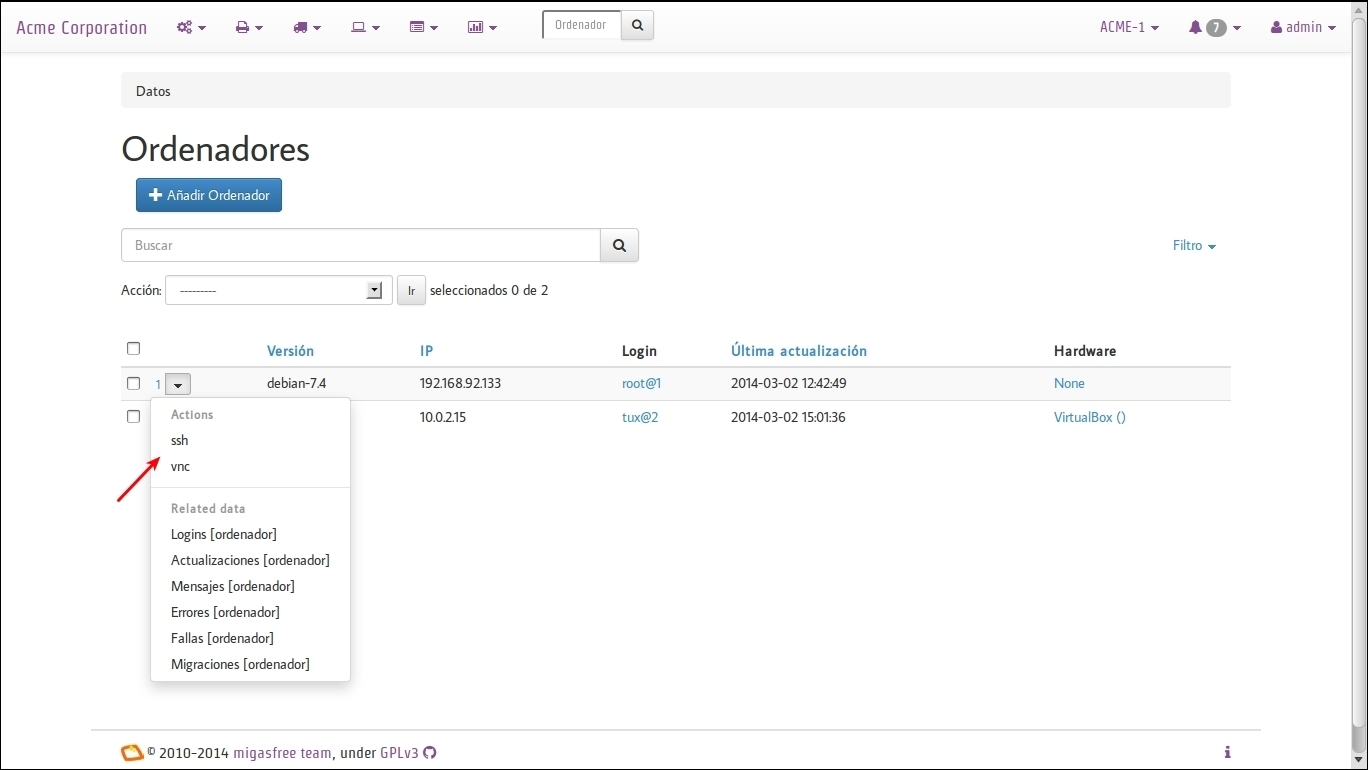 Acme Corporation Ordenador ACME-1 7 admin
Datos
Ordenadores
Añadir Ordenador
Buscar Filtro
Acción: --------- Ir seleccionados 0 de 2
Versión IP Login Última actualización Hardware
1 debian-7.4 192.168.92.133 root@1 2014-03-02 12:42:49 None
10.0.2.15 tux@2 2014-03-02 15:01:36 VirtualBox ()
Actions
ssh
vnc
Related data
Logins [ordenador]
Actualizaciones [ordenador]
Mensajes [ordenador]
Errores [ordenador]
Fallas [ordenador]
Migraciones [ordenador]
© 2010-2014 migasfree team, under GPLv3